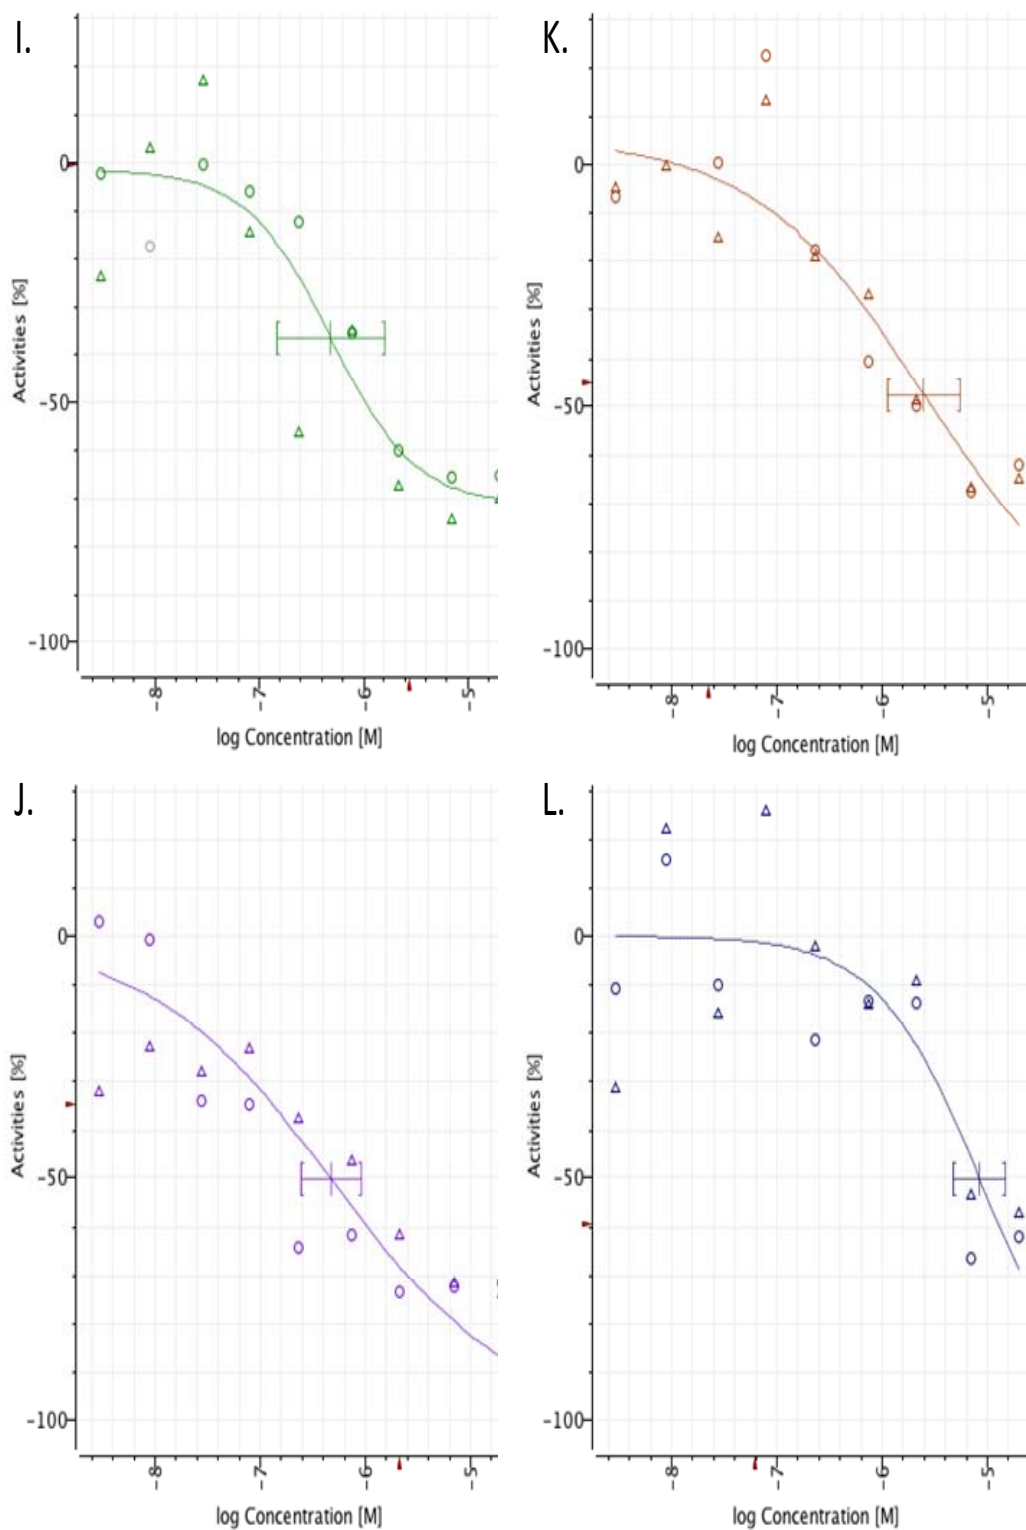 I.
0
-50
-100
Activities [%]
-8
-7
-6
-5
log Concentration [M]
K.
0
-50
-100
Activities [%]
-8
-7
-6
-5
log Concentration [M]
J.
0
-50
-100
Activities [%]
-8
-7
-6
-5
log Concentration [M]
L.
0
-50
-100
Activities [%]
-8
-7
-6
-5
log Concentration [M]